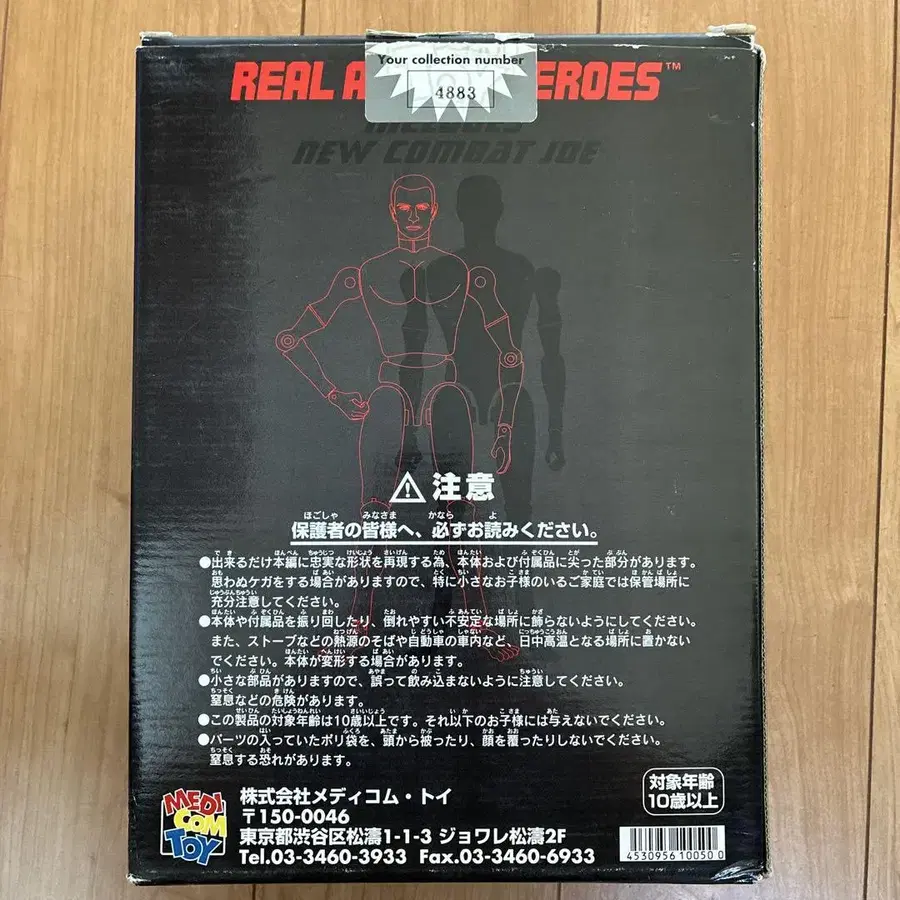 Your collection number
4883
REAL A EROES™
INCLUDES
NEW COMBAT JOE
⚠注意
ほごしゃ みなさま かなら よ
保護者の皆様へ、必ずお読みください。
●出来るだけ本編に忠実な形状を再現する為、本体および付属品に尖った部分があります。
思わぬケガをする場合がありますので、特に小さなお子様のいるご家庭では保管場所に
充分注意してください。
●本体や付属品を振り回したり、倒れやすい不安定な場所に飾らないようにしてください。
また、ストーブなどの熱源のそばや自動車の車内など、日中高温となる場所に置かない
でください。本体が変形する場合があります。
●小さな部品がありますので、誤って飲み込まないように注意してください。
窒息などの危険があります。
●この製品の対象年齢は10歳以上です。それ以下のお子様には与えないでください。
●パーツの入っていたポリ袋を、頭から被ったり、顔を覆ったりしないでください。
窒息する恐れがあります。
MEDI
COM
TOY
株式会社メディコム・トイ
〒150-0046
東京都渋谷区松濤1-1-3 ジョワレ松濤2F
Tel.03-3460-3933 Fax.03-3460-6933
対象年齢
10歳以上
4530956100500